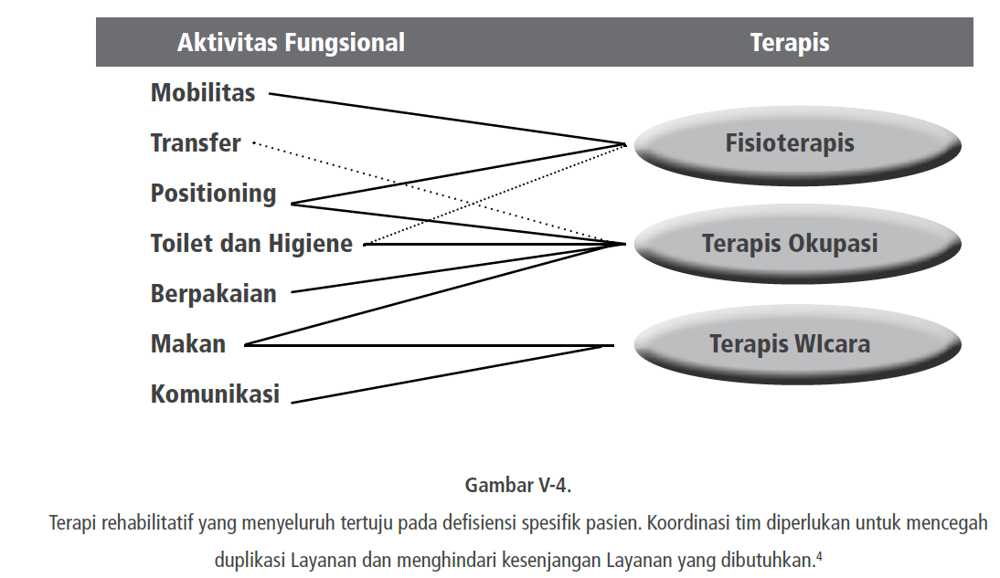 Aktivitas Fungsional Terapis
Mobilitas
Transfer
Fisioterapis
Positioning
Toilet dan Higiene
Terapis Okupasi
Berpakaian
Makan
Terapis WIcara
Komunikasi
Gambar V-4.
Terapi rehabilitatif yang menyeluruh tertuju pada defisiensi spesifik pasien. Koordinasi tim diperlukan untuk mencegah
duplikasi Layanan dan menghindari kesenjangan Layanan yang dibutuhkan.⁴